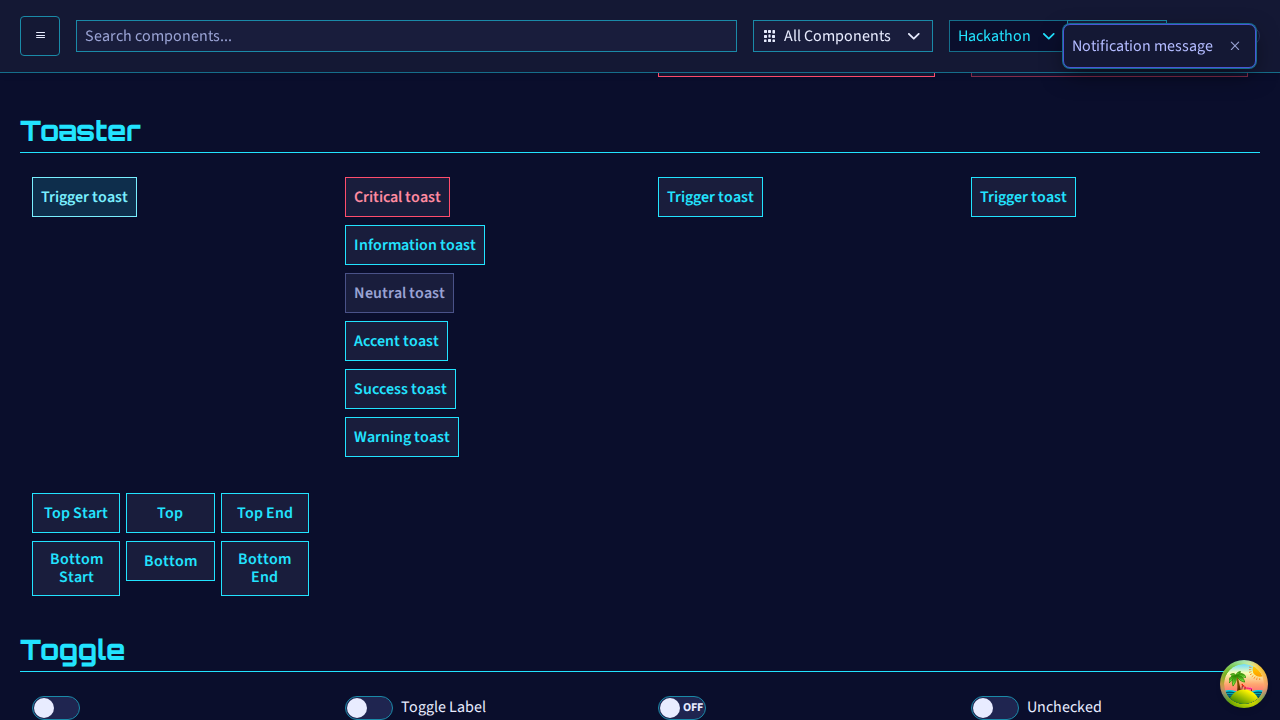 Search components...
All Components
Hackathon
Notification message
Toaster
Trigger toast
Critical toast
Trigger toast
Trigger toast
Information toast
Neutral toast
Accent toast
Success toast
Warning toast
Top Start
Top
Top End
Bottom Start
Bottom
Bottom End
Toggle
Toggle Label
OFF
Unchecked